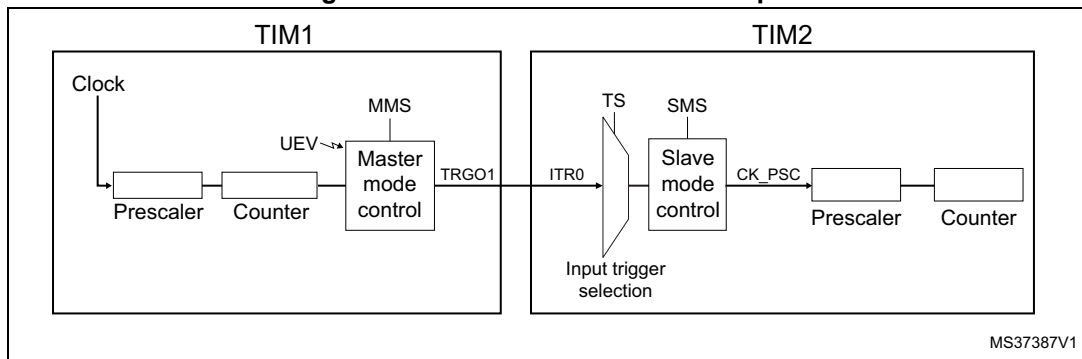 TIM1
TIM2
Clock
MMS
UEV
Master
mode
control
TRGO1
Prescaler
Counter
ITR0
TS
SMS
Slave
mode
control
CK_PSC
Prescaler
Counter
Input trigger
selection
MS37387V1